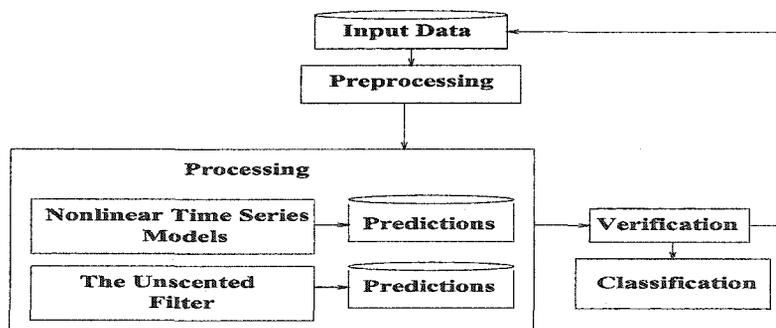 Input Data
Preprocessing
Processing
Nonlinear Time Series
Models
Predictions
The Unscented
Filter
Predictions
Verification
Classification